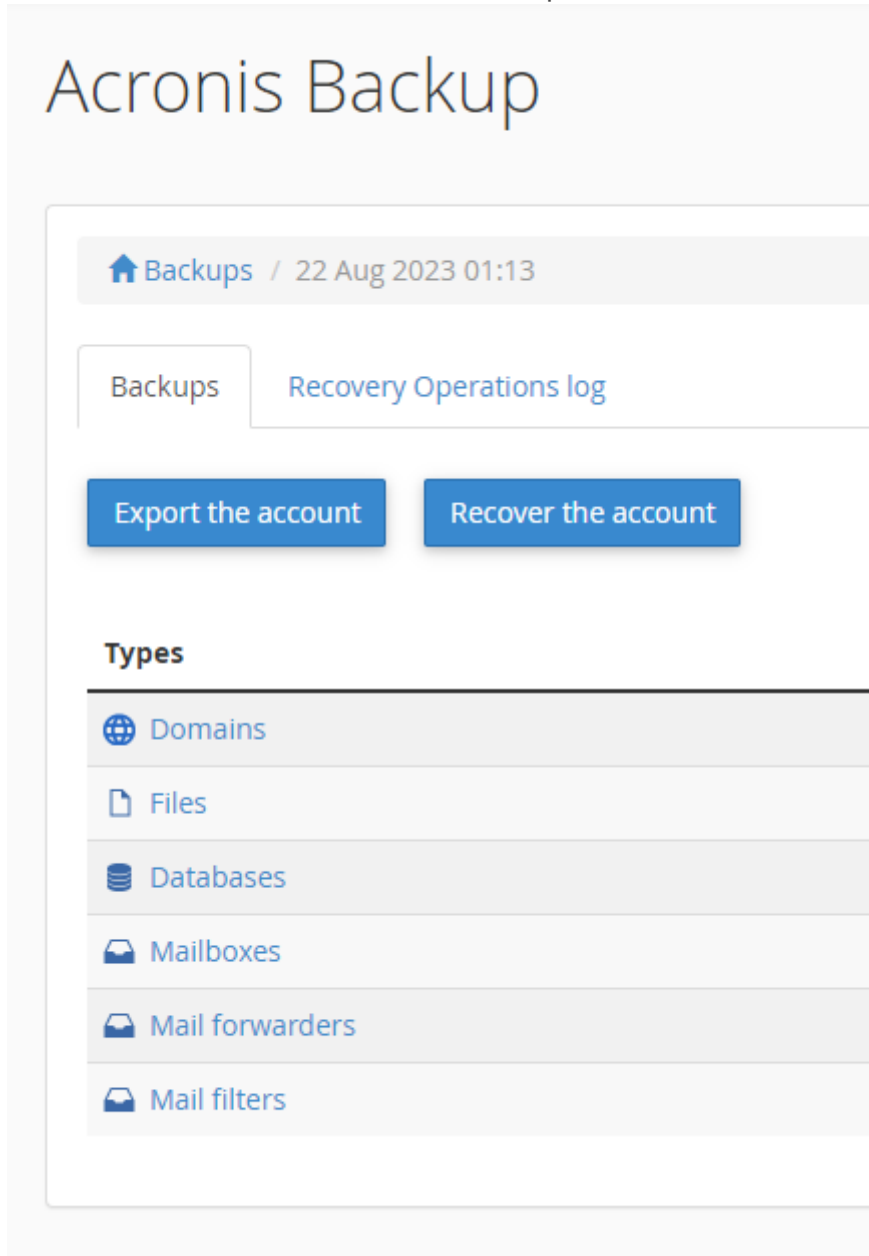 Acronis Backup
Backups / 22 Aug 2023 01:13
Backups Recovery Operations log
Export the account Recover the account
Types
Domains
Files
Databases
Mailboxes
Mail forwarders
Mail filters